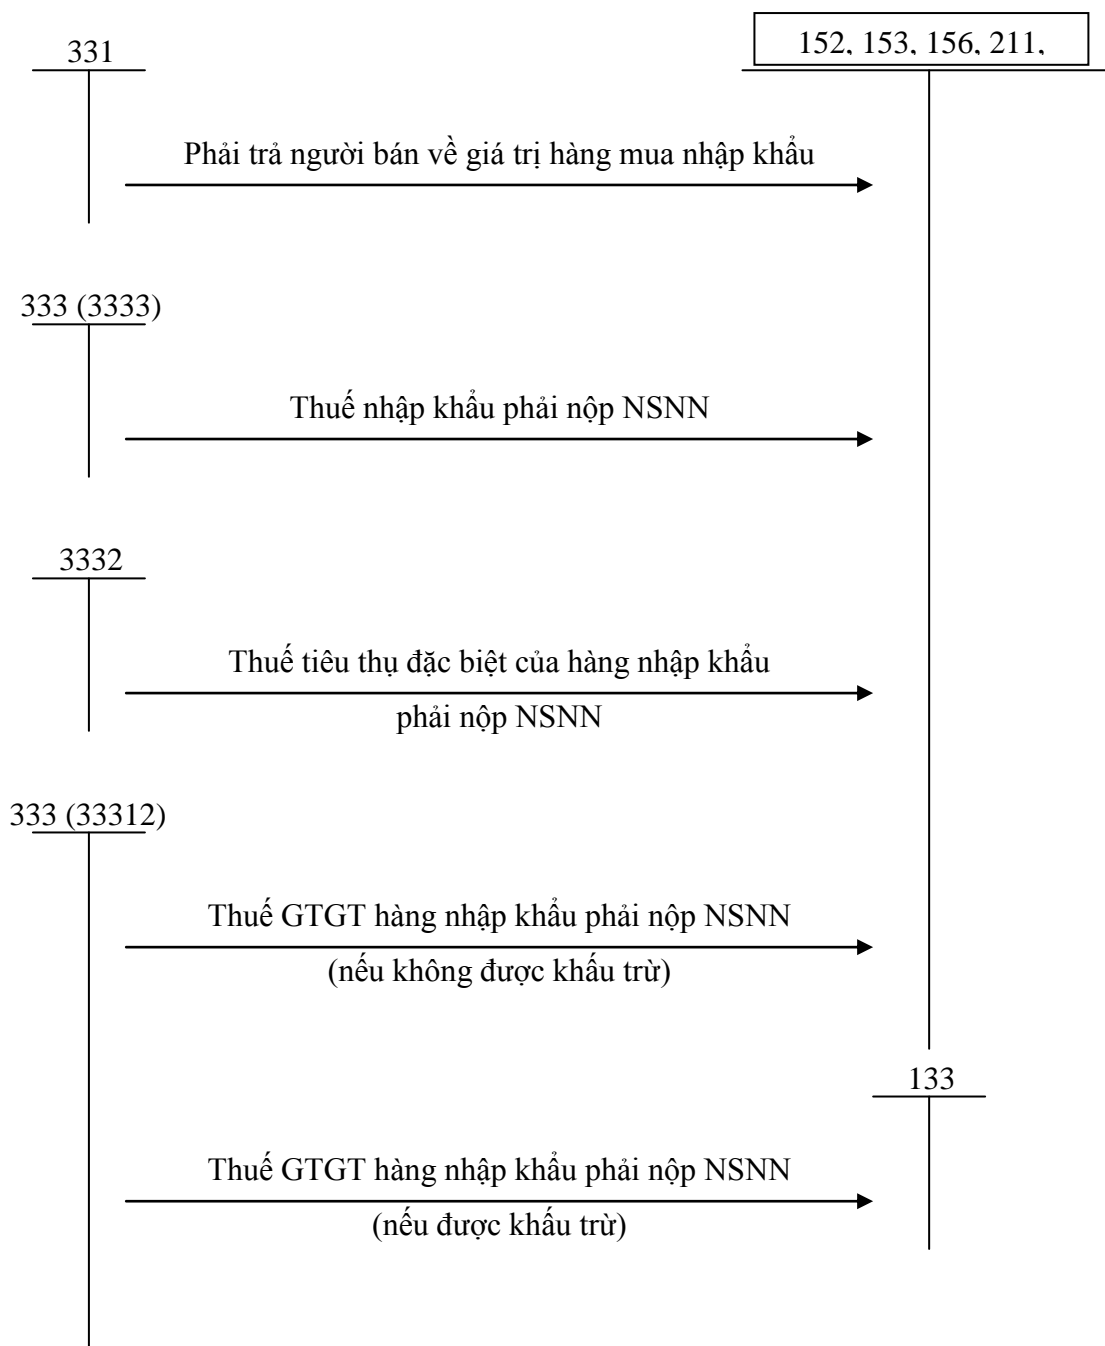 331
152, 153, 156, 211,
Phải trả người bán về giá trị hàng mua nhập khẩu
333 (3333)
Thuế nhập khẩu phải nộp NSNN
3332
Thuế tiêu thụ đặc biệt của hàng nhập khẩu
phải nộp NSNN
333 (33312)
Thuế GTGT hàng nhập khẩu phải nộp NSNN
(nếu không được khấu trừ)
133
Thuế GTGT hàng nhập khẩu phải nộp NSNN
(nếu được khấu trừ)